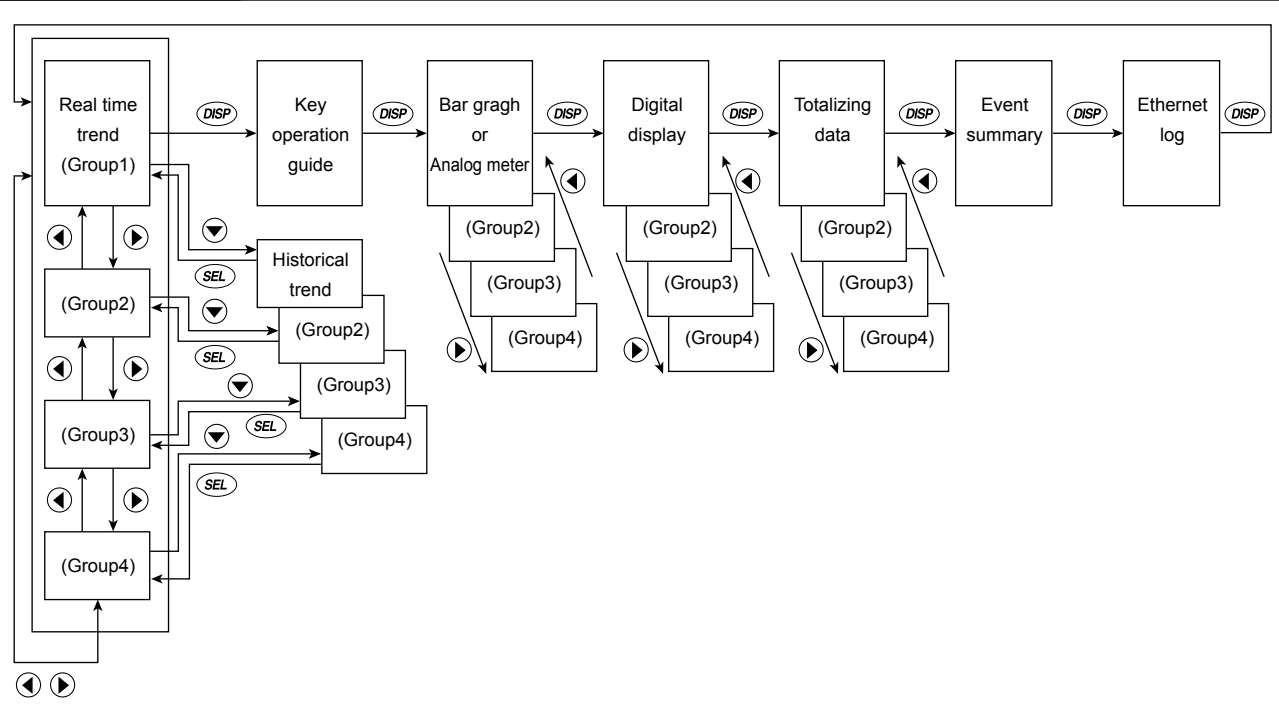 Real time
trend
(Group1)
DISP
Key
operation
guide
DISP
Bar gragh
or
Analog meter
DISP
Digital
display
DISP
Totalizing
data
DISP
Event
summary
DISP
Ethernet
log
DISP
(Group2)
(Group3)
(Group4)
(Group2)
(Group3)
(Group4)
(Group2)
(Group3)
(Group4)
Historical
trend
SEL
(Group2)
(Group2)
SEL
(Group3)
(Group3)
SEL
(Group4)
SEL
(Group4)